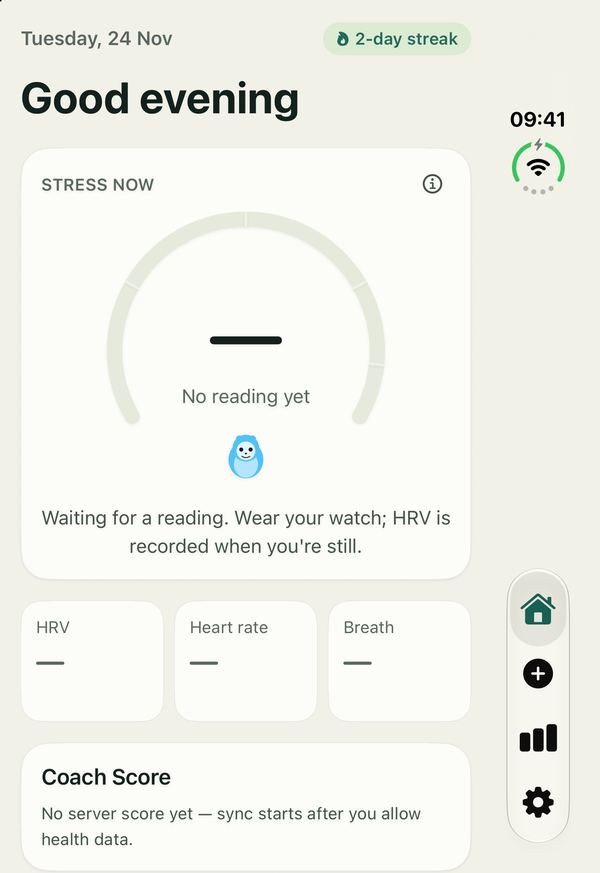 Tuesday, 24 Nov
2-day streak
Good evening
09:41
STRESS NOW
—
No reading yet
Waiting for a reading. Wear your watch; HRV is
recorded when you're still.
HRV
Heart rate
Breath
—
—
—
Coach Score
No server score yet — sync starts after you allow
health data.